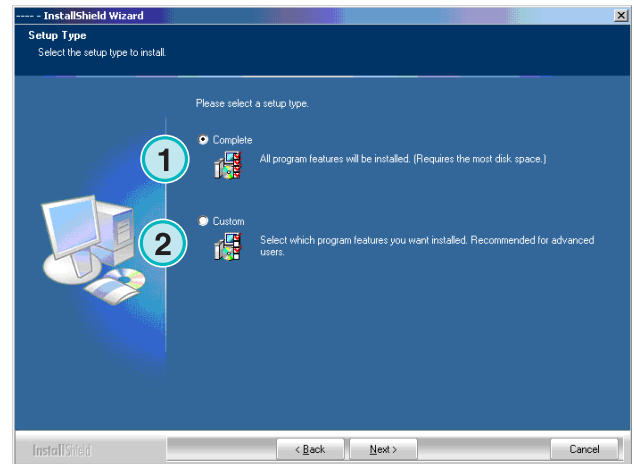 ---- - InstallShield Wizard
Setup Type
Select the setup type to install.
Please select a setup type.
Complete
1
All program features will be installed. (Requires the most disk space.)
Custom
2
Select which program features you want installed. Recommended for advanced
users.
InstallShield
< Back
Next >
Cancel